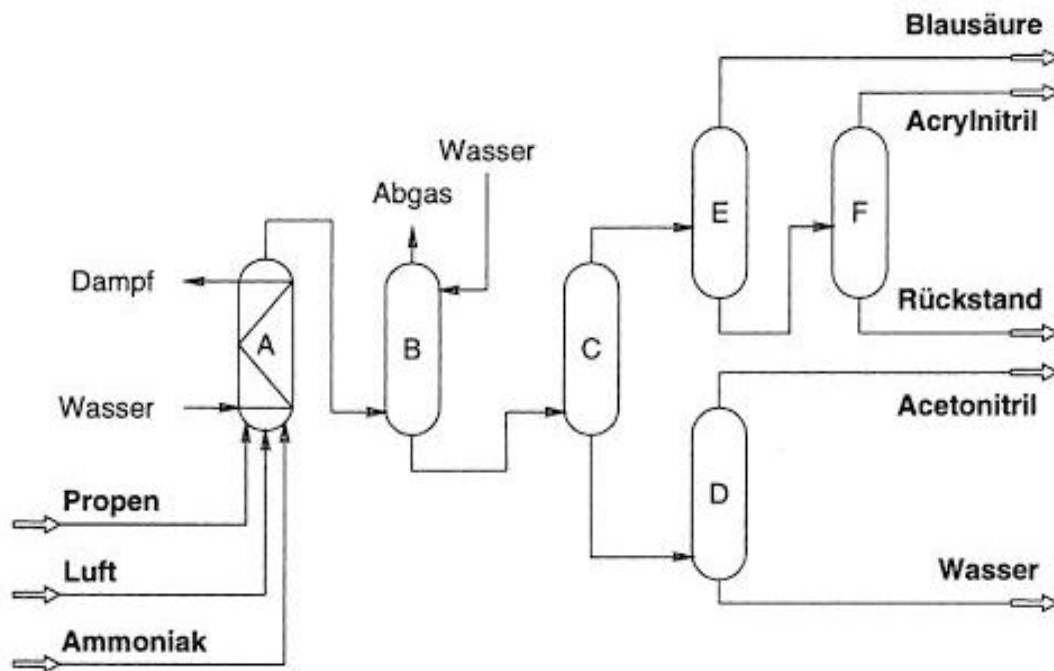 Blausäure
Acrylnitril
Wasser
Abgas
E
F
Dampf
A
B
C
Rückstand
Wasser
Acetonitril
D
Propen
Luft
Wasser
Ammoniak